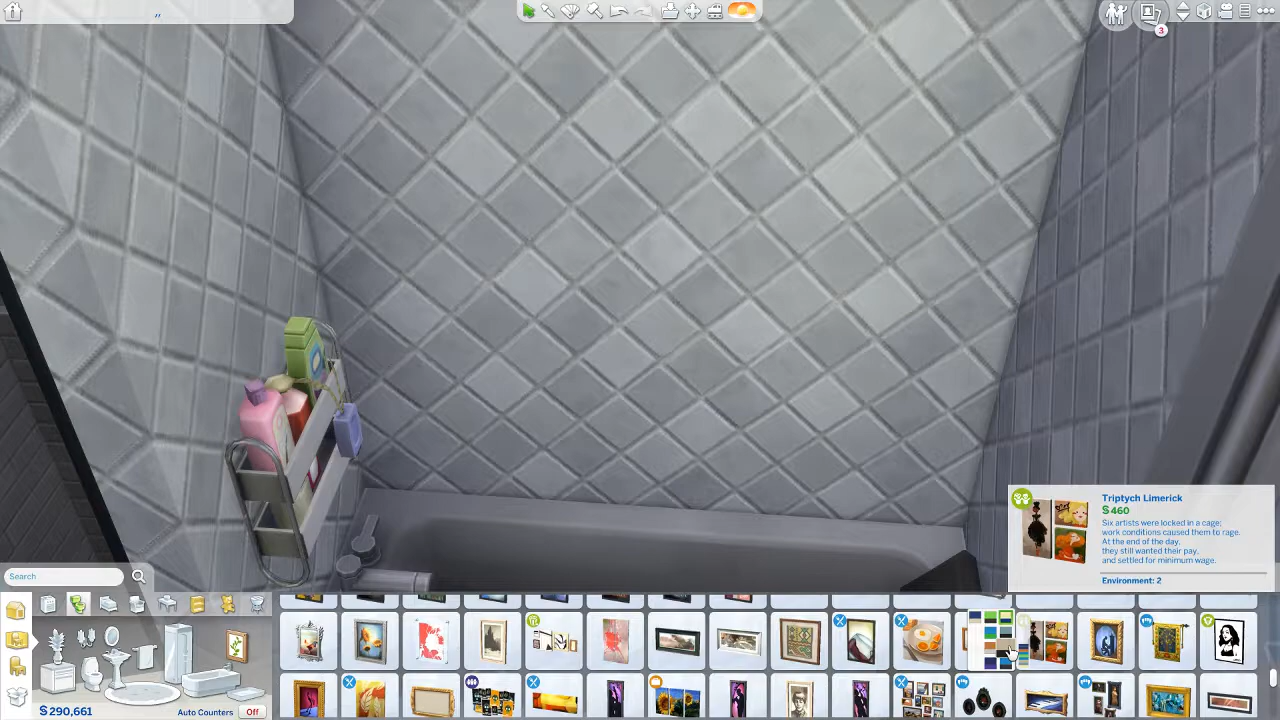 3
Triptych Limerick
§460
Six artists were locked in a cage;
work conditions caused them to rage.
At the end of the day,
they still wanted their pay,
and settled for minimum wage.
Environment: 2
Search
§290,661
Auto Counters Off